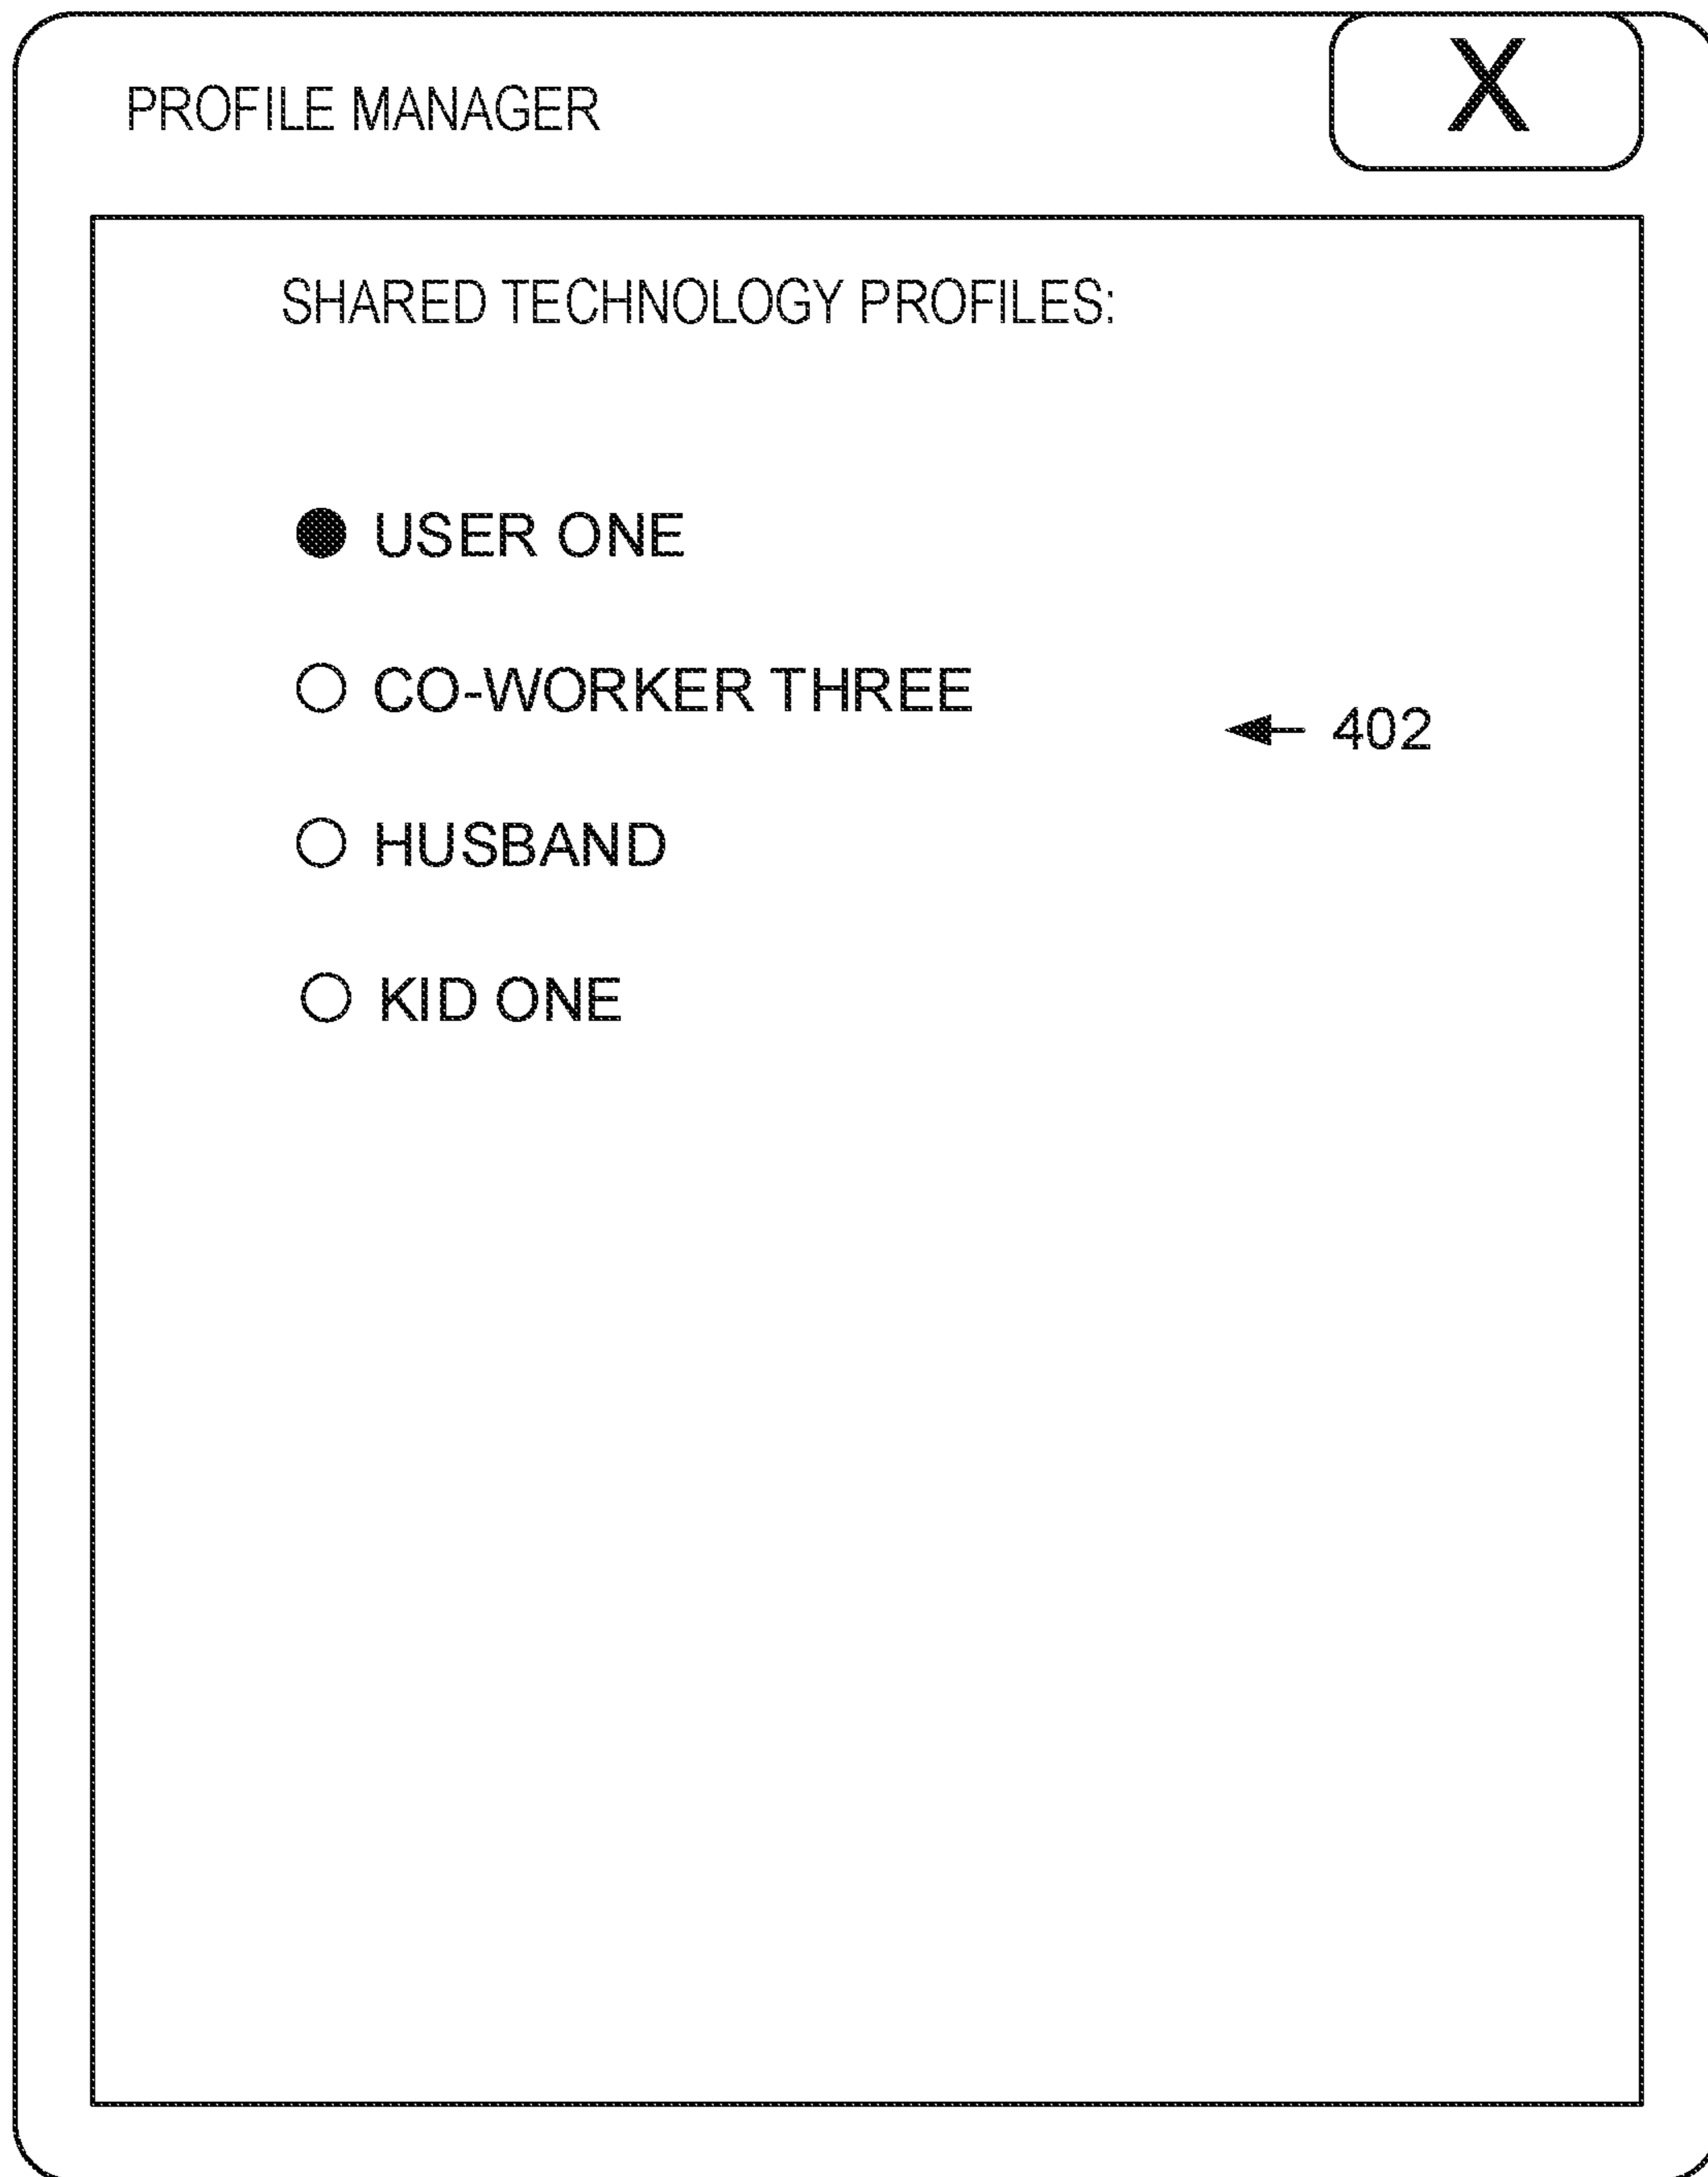 PROFILE MANAGER
X
SHARED TECHNOLOGY PROFILES:
USER ONE
CO-WORKER THREE
402
HUSBAND
KID ONE